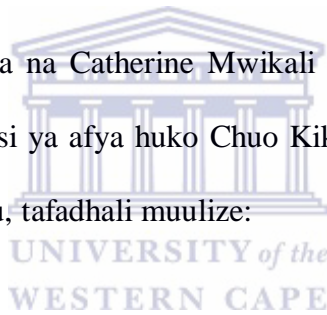 a na Catherine Mwikali
si ya afya huko Chuo Kik
, tafadhali muulize:
UNIVERSITY of the
WESTERN CAPE